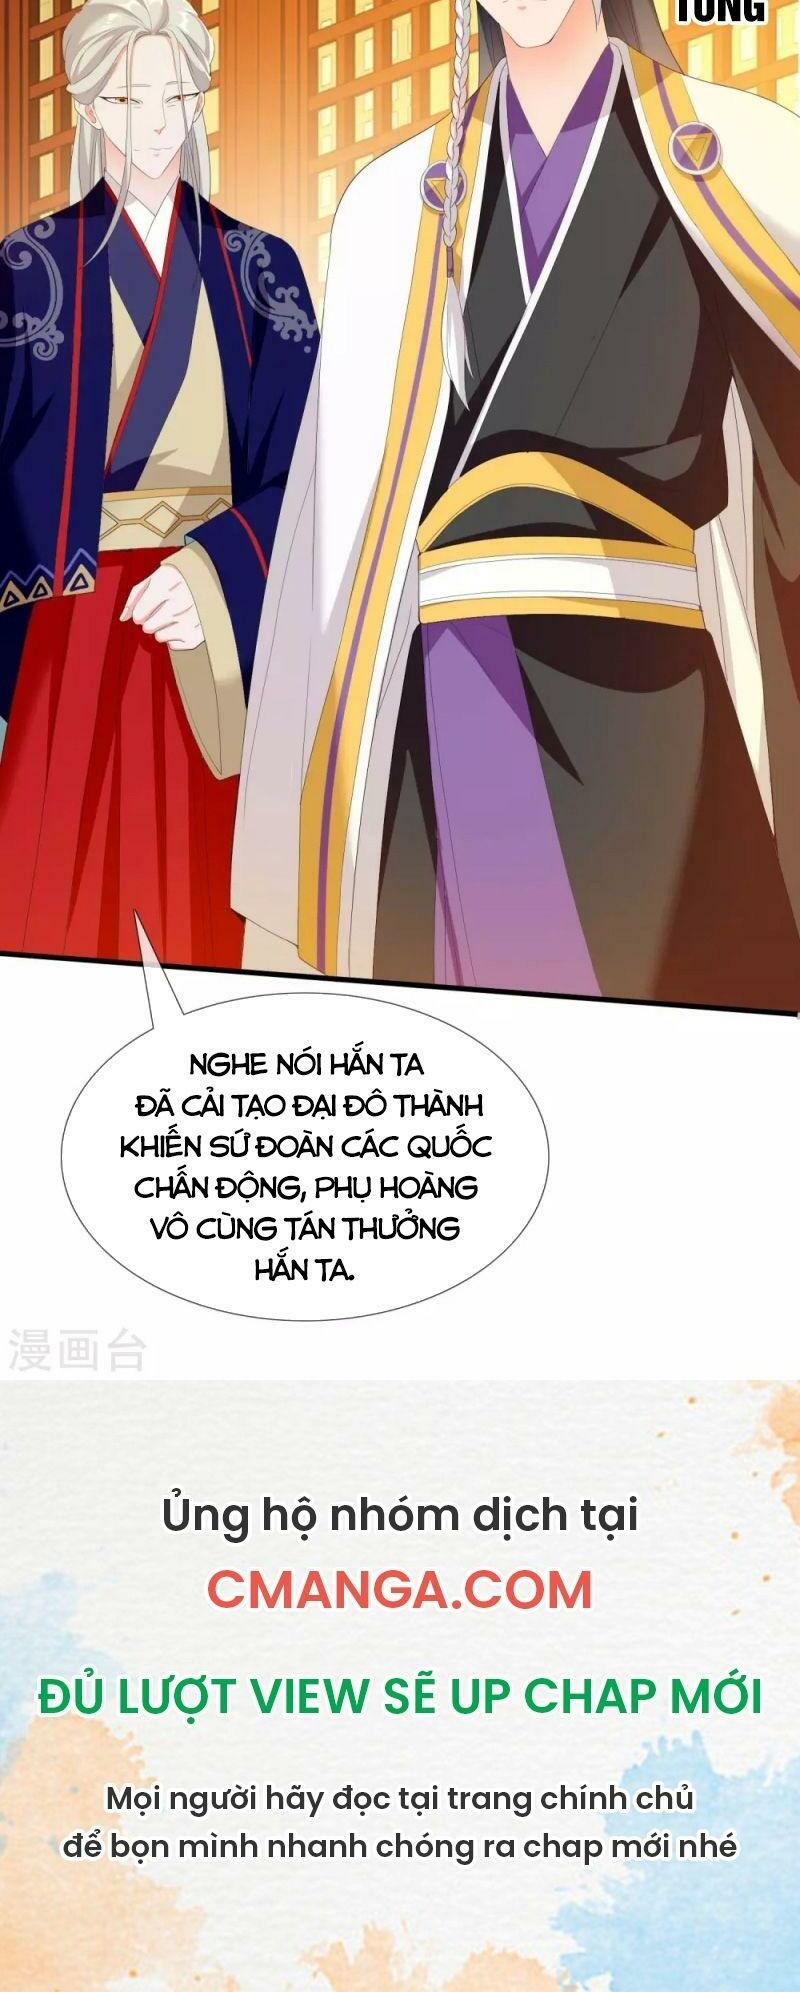 TÙNG
NGHE NÓI HẮN TA
ĐÃ CẢI TẠO ĐẠI ĐÔ THÀNH
KHIẾN SỨ ĐOÀN CÁC QUỐC
CHẤN ĐỘNG, PHỤ HOÀNG
VÔ CÙNG TÁN THƯỞNG
HẮN TA.
漫画台
Ủng hộ nhóm dịch tại
CMANGA.COM
ĐỦ LƯỢT VIEW SẼ UP CHAP MỚI
Mọi người hãy đọc tại trang chính chủ
để bọn mình nhanh chóng ra chap mới nhé